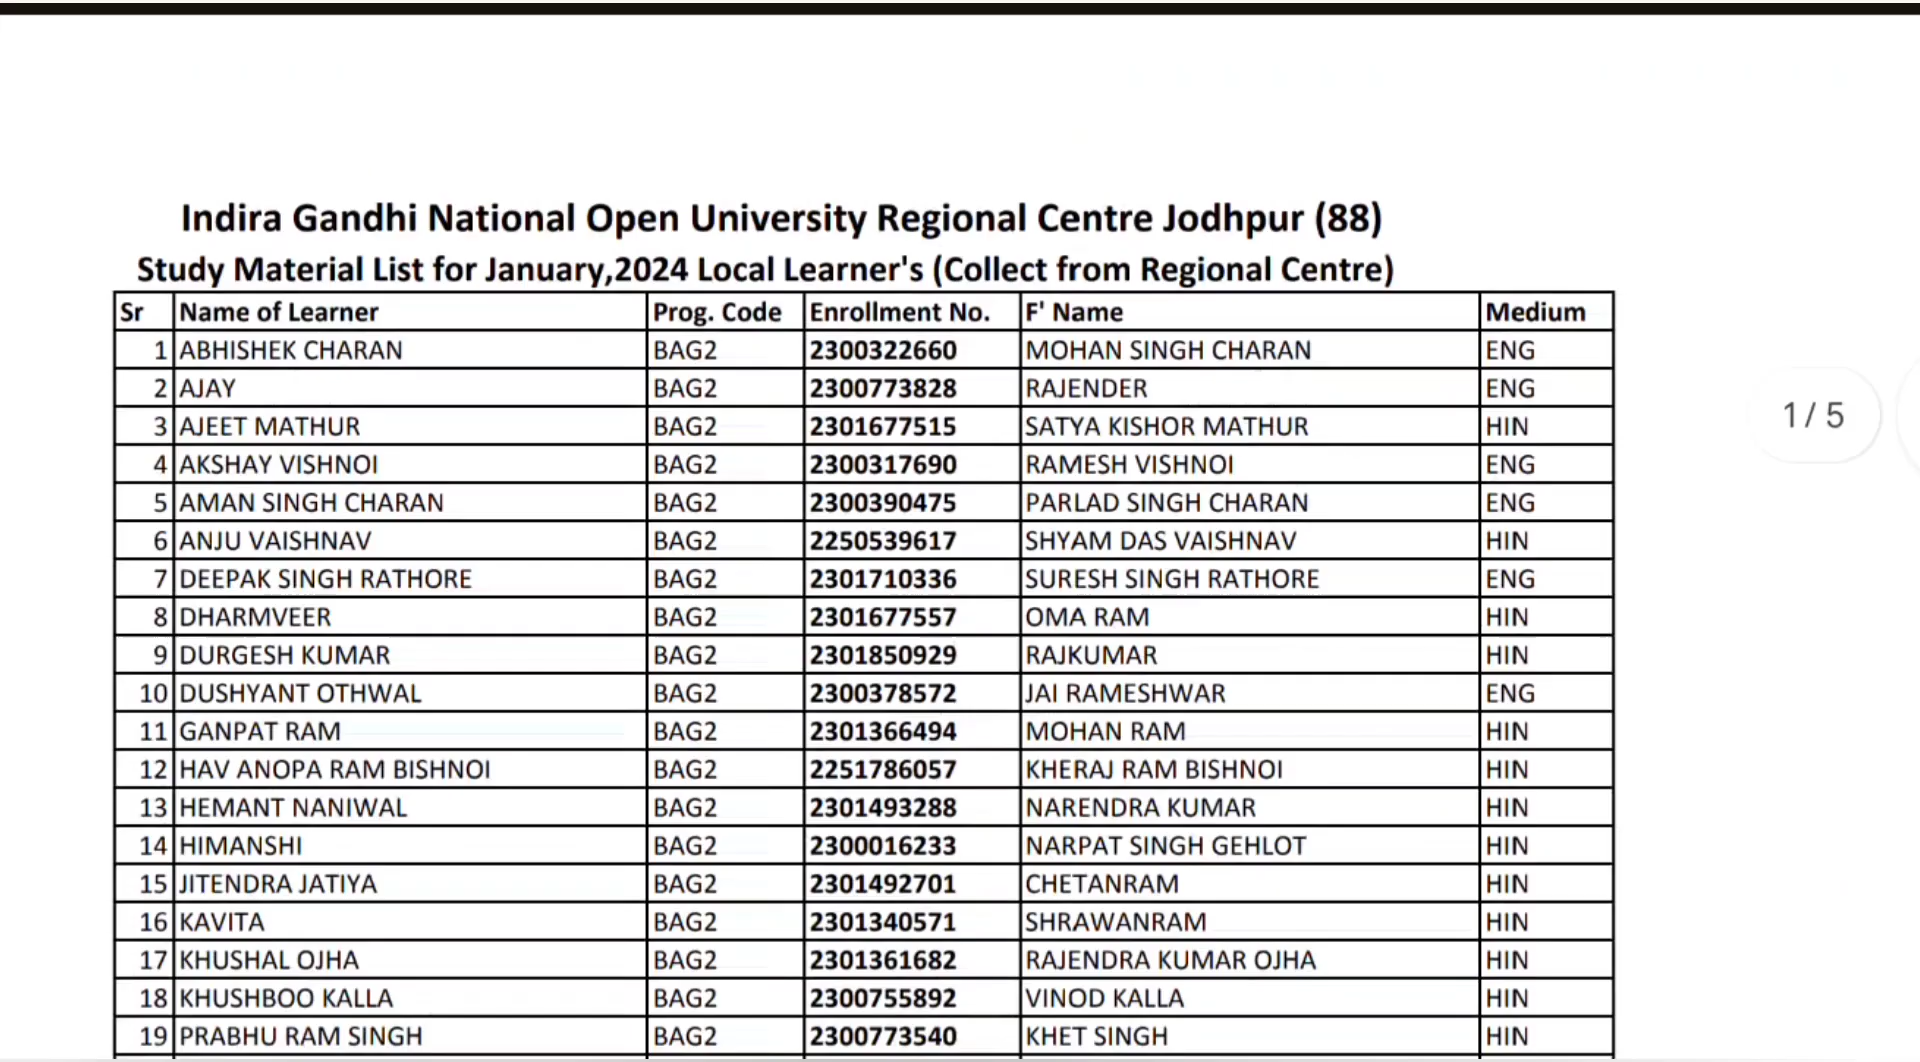 Indira Gandhi National Open University Regional Centre Jodhpur (88)
Study Material List for January,2024 Local Learner's (Collect from Regional Centre)
Sr Name of Learner Prog. Code Enrollment No. F' Name Medium
1 ABHISHEK CHARAN BAG2 2300322660 MOHAN SINGH CHARAN ENG
2 AJAY BAG2 2300773828 RAJENDER ENG
3 AJEET MATHUR BAG2 2301677515 SATYA KISHOR MATHUR HIN
1 / 5
4 AKSHAY VISHNOI BAG2 2300317690 RAMESH VISHNOI ENG
5 AMAN SINGH CHARAN BAG2 2300390475 PARLAD SINGH CHARAN ENG
6 ANJU VAISHNAV BAG2 2250539617 SHYAM DAS VAISHNAV HIN
7 DEEPAK SINGH RATHORE BAG2 2301710336 SURESH SINGH RATHORE ENG
8 DHARMVEER BAG2 2301677557 OMA RAM HIN
9 DURGESH KUMAR BAG2 2301850929 RAJKUMAR HIN
10 DUSHYANT OTHWAL BAG2 2300378572 JAI RAMESHWAR ENG
11 GANPAT RAM BAG2 2301366494 MOHAN RAM HIN
12 HAV ANOPA RAM BISHNOI BAG2 2251786057 KHERAJ RAM BISHNOI HIN
13 HEMANT NANIWAL BAG2 2301493288 NARENDRA KUMAR HIN
14 HIMANSHI BAG2 2300016233 NARPAT SINGH GEHLOT HIN
15 JITENDRA JATIYA BAG2 2301492701 CHETANRAM HIN
16 KAVITA BAG2 2301340571 SHRAWANRAM HIN
17 KHUSHAL OJHA BAG2 2301361682 RAJENDRA KUMAR OJHA HIN
18 KHUSHBOO KALLA BAG2 2300755892 VINOD KALLA HIN
19 PRABHU RAM SINGH BAG2 2300773540 KHET SINGH HIN